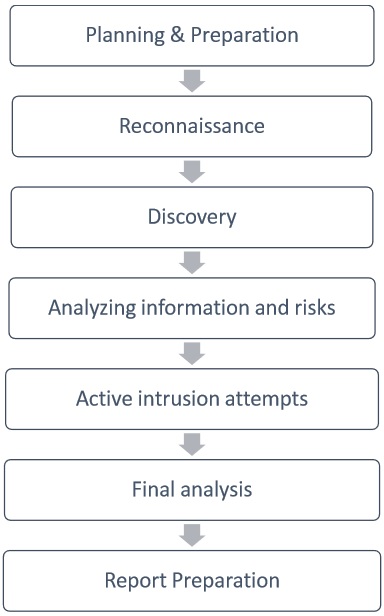 Planning & Preparation
Reconnaissance
Discovery
Analyzing information and risks
Active intrusion attempts
Final analysis
Report Preparation